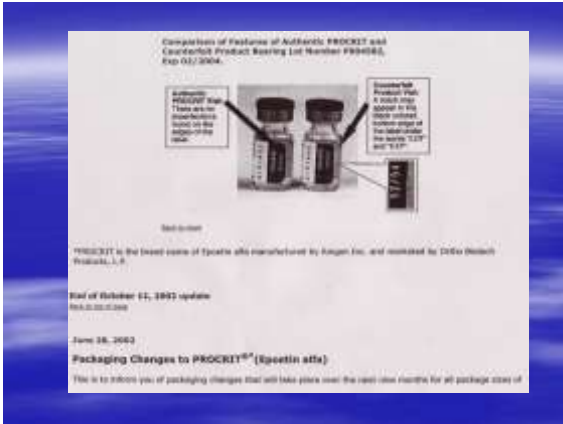 Comparison of Features of Authentic PROCRIT and
Counterfeit Product Bearing Lot Number P004582,
Exp 02/2004.
Authentic
PROCRIT Vial:
There are no
imperfections
found on the
edges of the
label.
Counterfeit
Product Vial:
A notch may
appear in the
black colored
bottom edge of
the label under
the words "LOT"
and "EXP"
Back to inset
*PROCRIT is the brand name of Epoetin alfa manufactured by Amgen Inc. and marketed by Ortho Biotech
Products, L.P.
End of October 11, 2002 update
Back to top of page
June 28, 2002
Packaging Changes to PROCRIT®* (Epoetin alfa)
This is to inform you of packaging changes that will take place over the next nine months for all package sizes of